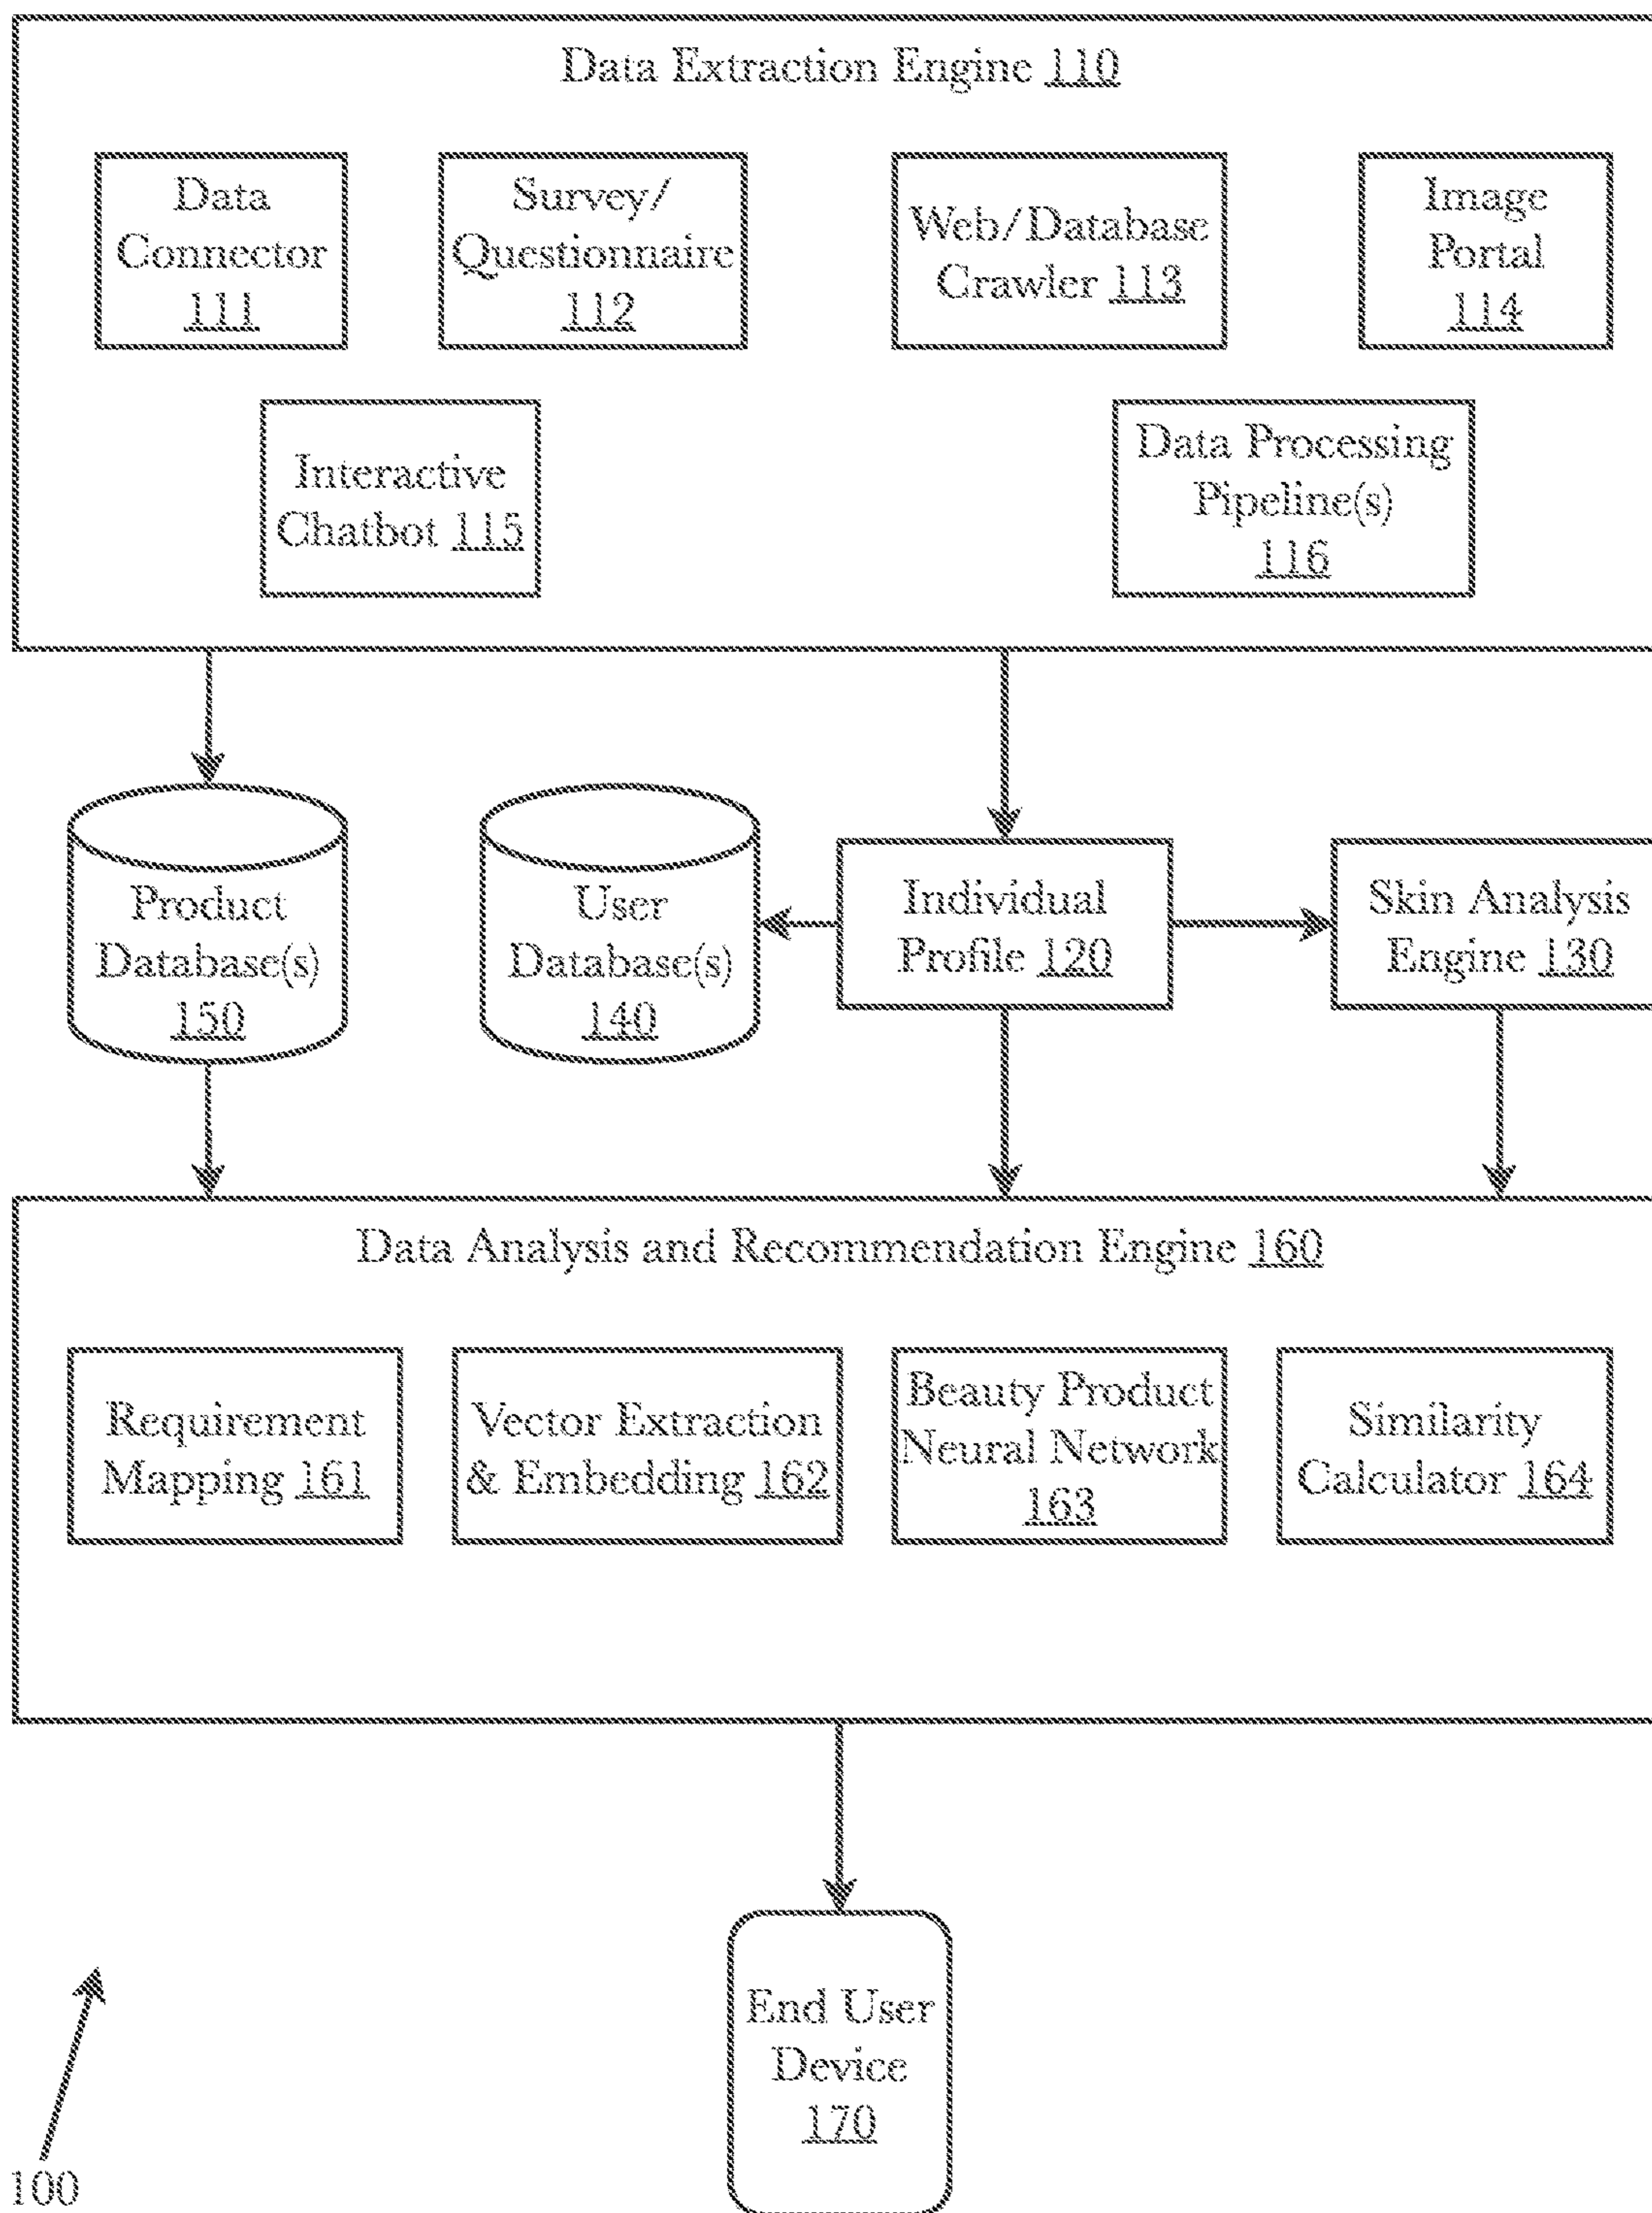 Data Extraction Engine 110
Data
Connector
111
Survey/
Questionnaire
112
Web/Database
Crawler 113
Image
Portal
114
Interactive
Chatbot 115
Data Processing
Pipeline(s)
116
Product
Database(s)
150
User
Database(s)
140
Individual
Profile 120
Skin Analysis
Engine 130
Data Analysis and Recommendation Engine 160
Requirement
Mapping 161
Vector Extraction
& Embedding 162
Beauty Product
Neural Network
163
Similarity
Calculator 164
End User
Device
170
100